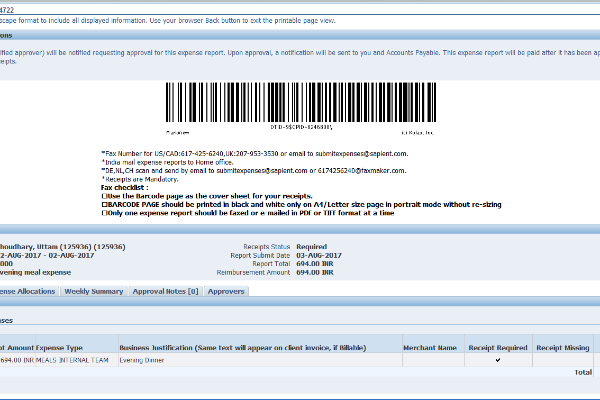 4722
scape format to include all displayed information. Use your browser Back button to exit the printable page view.
ons
ified approver) will be notified requesting approval for this expense report. Upon approval, a notification will be sent to you and Accounts Payable. This expense report will be paid after it has been ap
ceipts.
(c) Kofax, Inc.
**Fax Number for US/CAD:617-425-6240,UK:207-953-3530 or email to submitexpenses@sapient.com.
*India mail expense reports to Home office.
**DE,NL,CH scan and send by email to submitexpenses@sapient.com or 6174256240@faxmaker.com.
*Receipts are Mandatory.
Fax checklist :
□Use the Barcode page as the cover sheet for your receipts.
□BARCODE PAGE should be printed in black and white only on A4/Letter size page in portrait mode without re-sizing
□Only one expense report should be faxed or e-mailed in PDF or TIFF format at a time
houdhary, Uttam (125936) (125936)
Receipts Status Required
2-AUG-2017 - 02-AUG-2017
Report Submit Date 03-AUG-2017
000
Report Total 694.00 INR
vening meal expense
Reimbursement Amount 694.00 INR
ense Allocations Weekly Summary Approval Notes [0] Approvers
ses
t Amount Expense Type Business Justification (Same text will appear on client invoice, if Billable) Merchant Name Receipt Required Receipt Missing
694.00 INR MEALS INTERNAL TEAM Evening Dinner ✔
Total